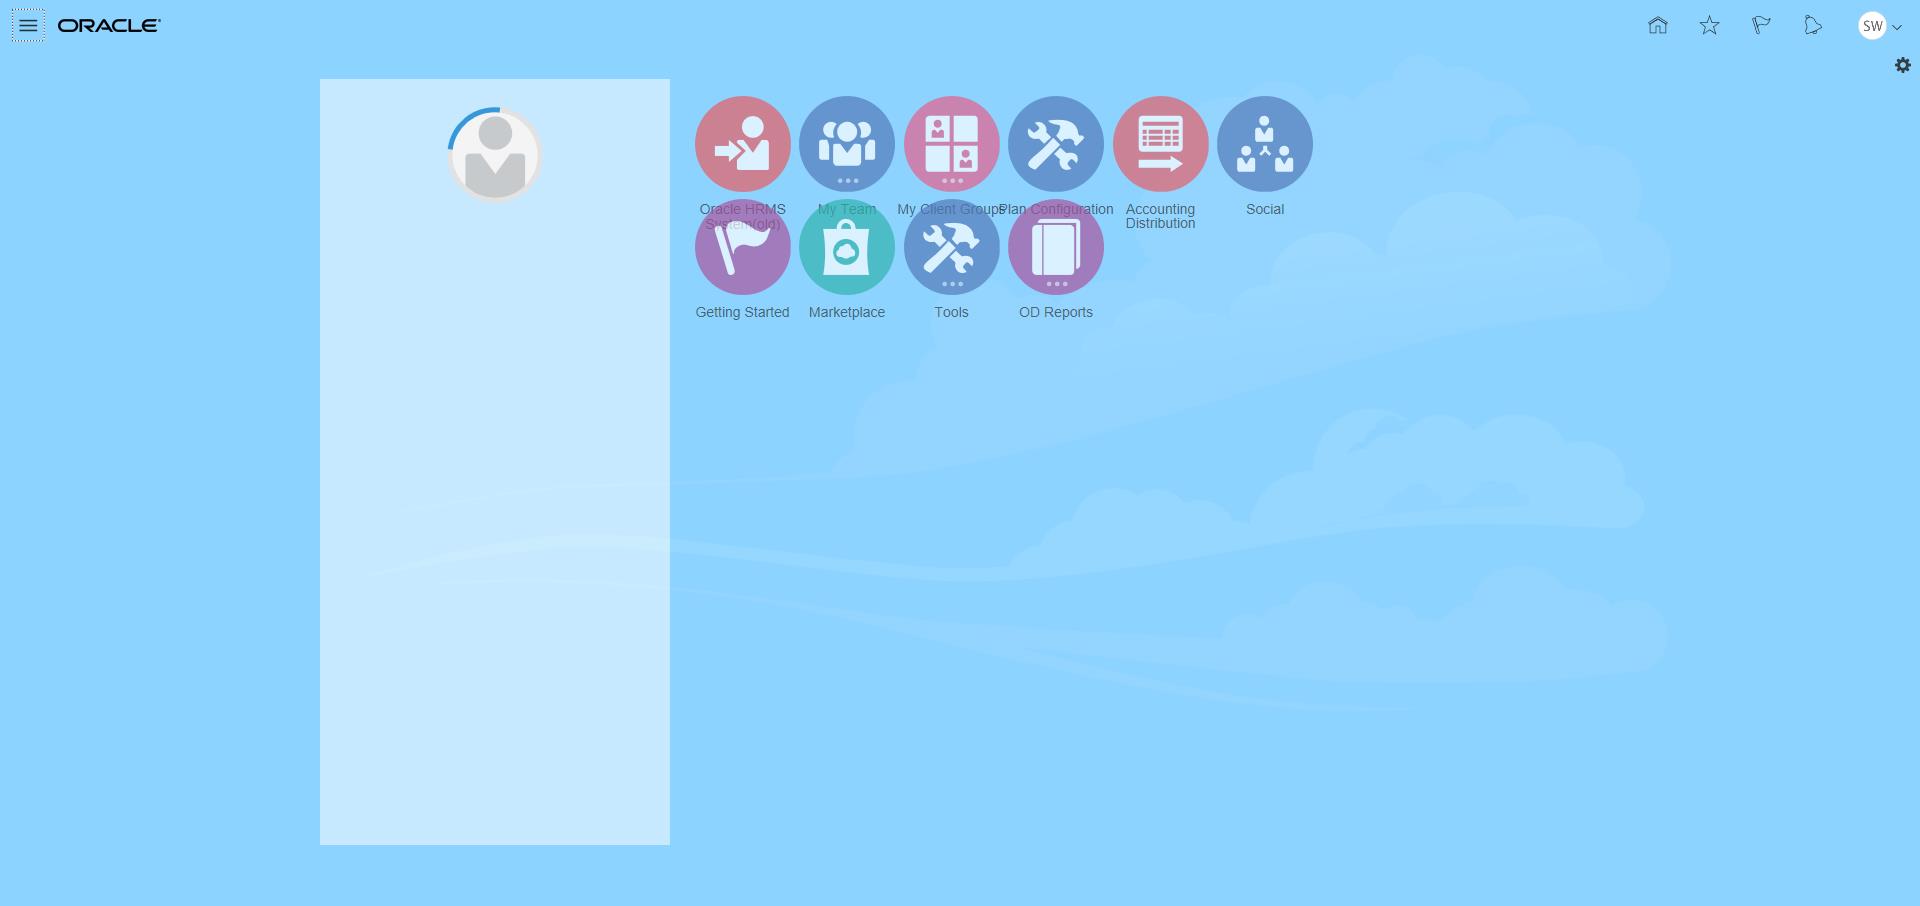 ORACLE
SW
Oracle HRMS
System(old)
My Team
My Client Groups
Plan Configuration
Accounting
Distribution
Social
Getting Started
Marketplace
Tools
OD Reports